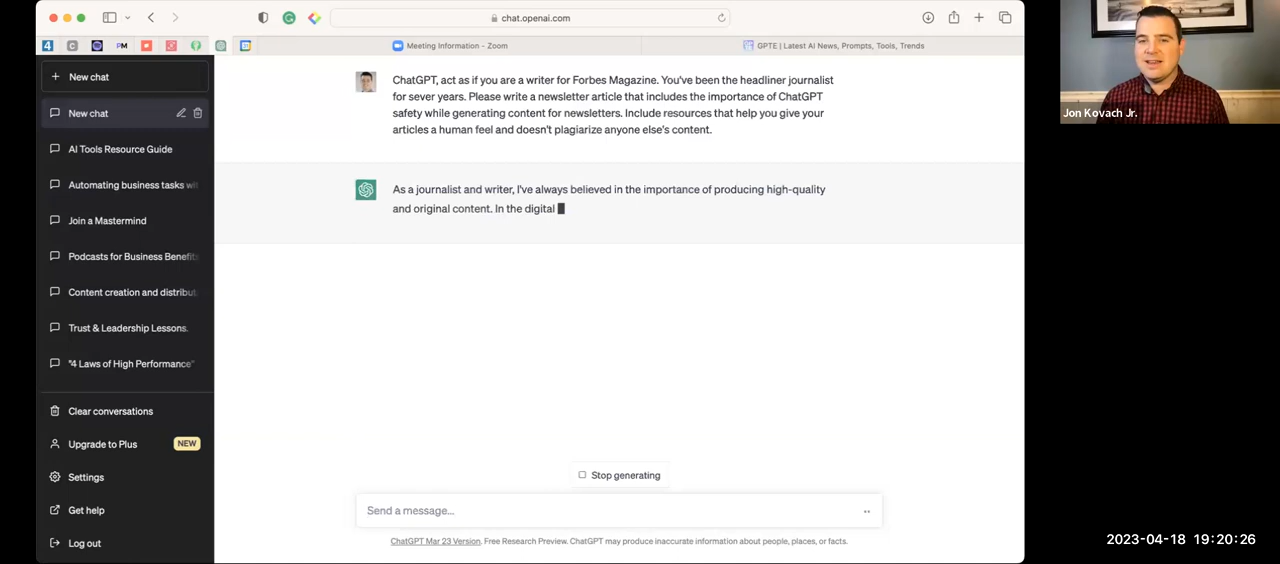 chat.openai.com
4
C
PM
Meeting Information - Zoom
GPTE | Latest AI News, Prompts, Tools, Trends
+ New chat
New chat
AI Tools Resource Guide
Automating business tasks wi
Join a Mastermind
Podcasts for Business Benefit
Content creation and distribut
Trust & Leadership Lessons.
"4 Laws of High Performance"
Clear conversations
Upgrade to Plus NEW
Settings
Get help
Log out
ChatGPT, act as if you are a writer for Forbes Magazine. You've been the headliner journalist
for sever years. Please write a newsletter article that includes the importance of ChatGPT
safety while generating content for newsletters. Include resources that help you give your
articles a human feel and doesn't plagiarize anyone else's content.
As a journalist and writer, I've always believed in the importance of producing high-quality
and original content. In the digital
Stop generating
Send a message...
ChatGPT Mar 23 Version. Free Research Preview. ChatGPT may produce inaccurate information about people, places, or facts.
Jon Kovach Jr.
2023-04-18 19:20:26